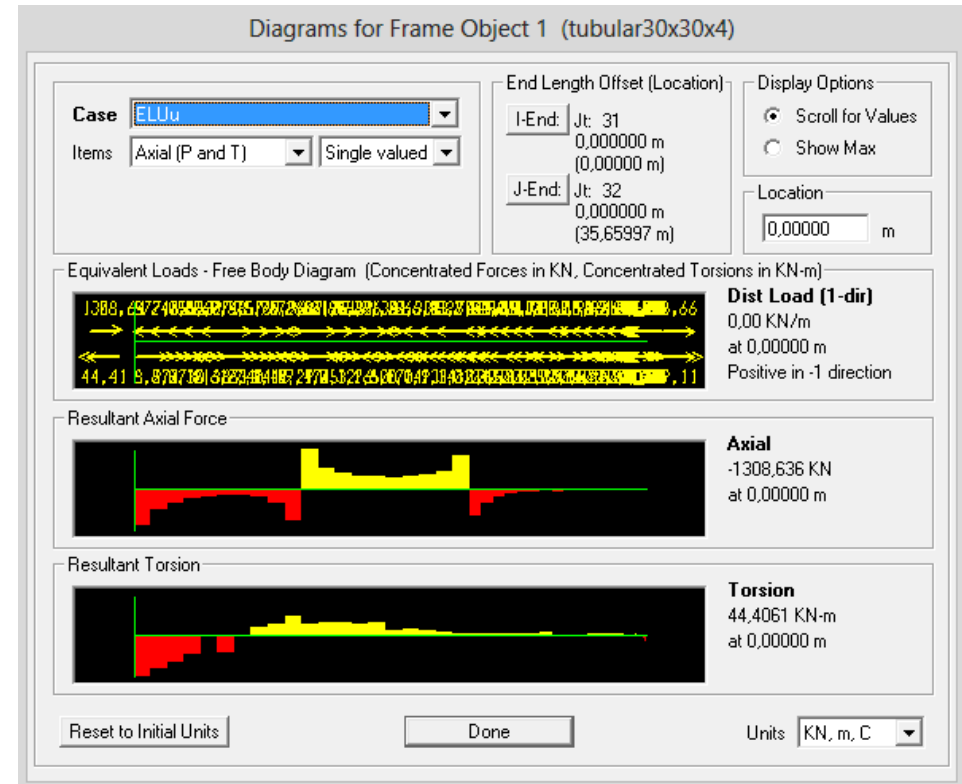 Diagrams for Frame Object 1 (tubular30x30x4)
Case ELUu
Items Axial (P and T) Single valued
End Length Offset (Location)
I-End: Jt: 31
0,000000 m
(0,00000 m)
J-End: Jt: 32
0,000000 m
(35,65997 m)
Display Options
Scroll for Values
Show Max
Location
0,00000 m
Equivalent Loads - Free Body Diagram (Concentrated Forces in KN, Concentrated Torsions in KN-m)
Dist Load (1-dir)
0,00 KN/m
at 0,00000 m
Positive in -1 direction
44,41
Resultant Axial Force
Axial
-1308,636 KN
at 0,00000 m
Resultant Torsion
Torsion
44,4061 KN-m
at 0,00000 m
Reset to Initial Units
Done
Units KN, m, C